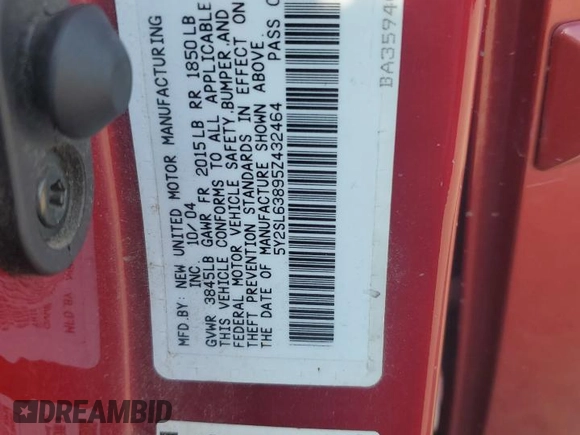 MFD.BY: NEW UNITED MOTOR MANUFACTURING
INC. 10/04
GVWR 3845LB GAWR FR 2015LB RR 1850LB
THIS VEHICLE CONFORMS TO ALL APPLICABLE
FEDERAL MOTOR VEHICLE SAFETY,BUMPER,AND
THEFT PREVENTION STANDARDS IN EFFECT ON
THE DATE OF MANUFACTURE SHOWN ABOVE.
5Y2SL63895Z432464 PASS
BA3594
DREAMBID